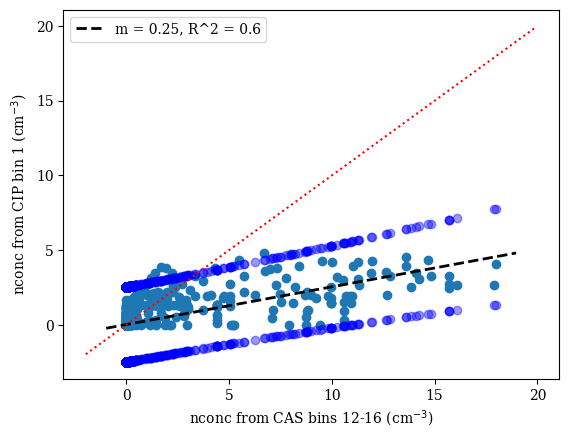 m = 0.25, R^2 = 0.6
nconc from CIP bin 1 (cm⁻³)
20
15
10
5
0
0 5 10 15 20
nconc from CAS bins 12-16 (cm⁻³)